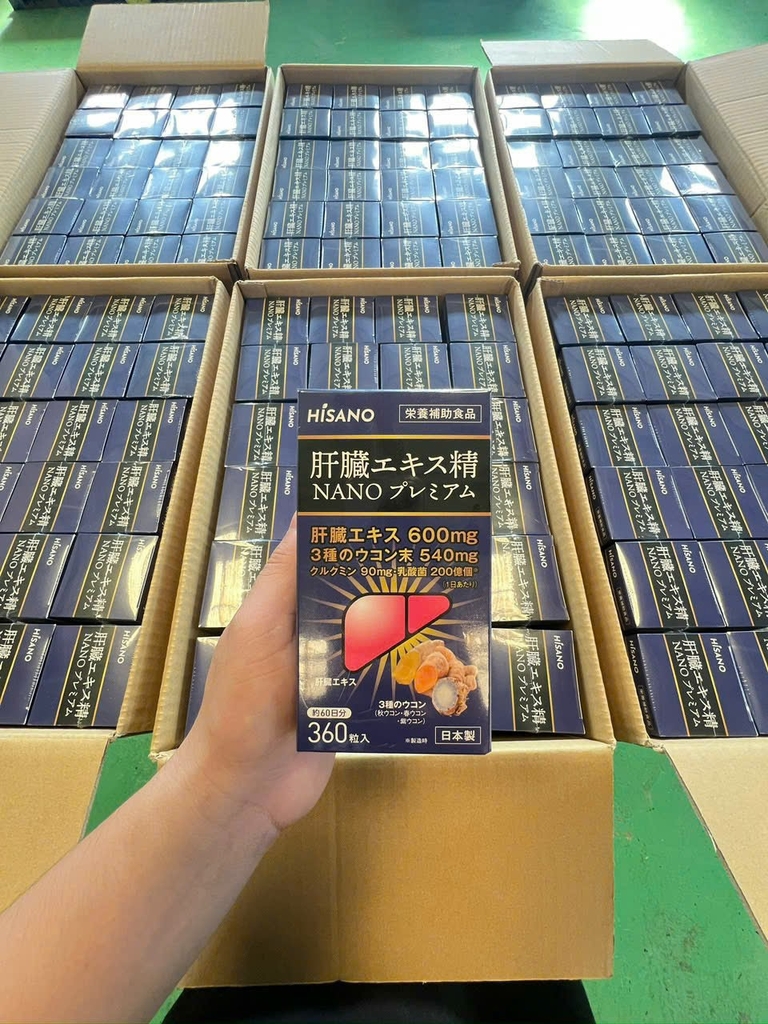 HiSANO
栄養補助食品
肝臓エキス精
NANO プレミアム
肝臓エキス 600mg
3種のウコン末 540mg
クルクミン 90mg・乳酸菌 200億個※
(1日あたり)
肝臓エキス
3種のウコン
(秋ウコン・春ウコン
・紫ウコン)
約60日分
360粒入
※製造時
日本製